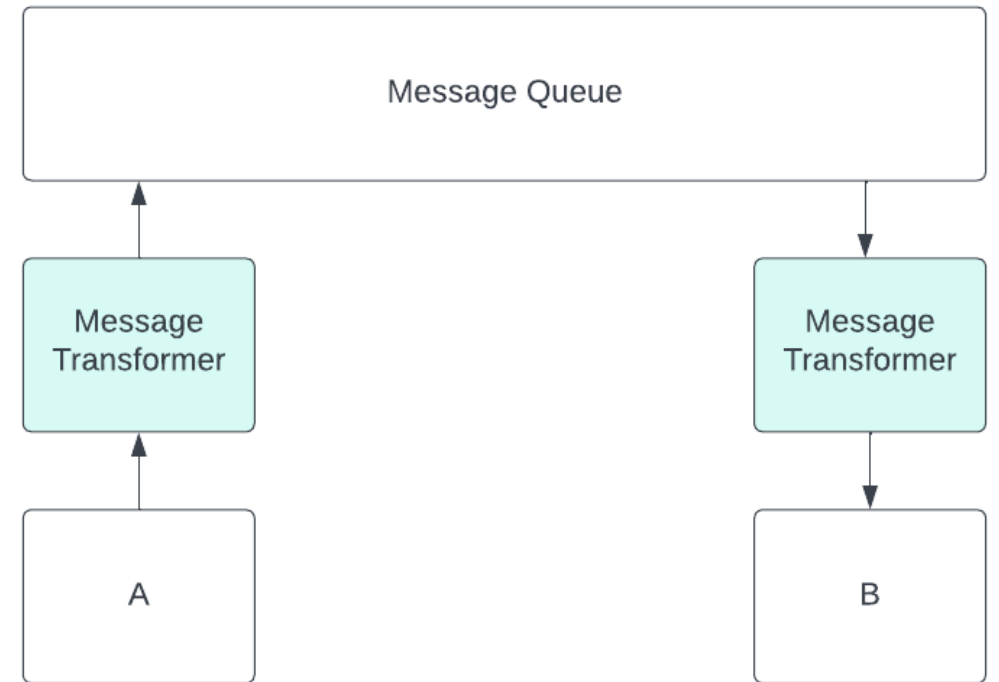 Message Queue
Message
Transformer
Message
Transformer
A
B